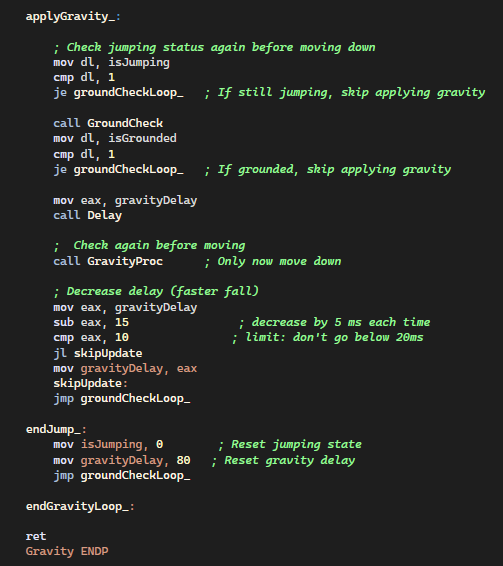 applyGravity_:
; Check jumping status again before moving down
mov dl, isJumping
cmp dl, 1
je groundCheckLoop_ ; If still jumping, skip applying gravity
call GroundCheck
mov dl, isGrounded
cmp dl, 1
je groundCheckLoop_ ; If grounded, skip applying gravity
mov eax, gravityDelay
call Delay
; Check again before moving
call GravityProc ; Only now move down
; Decrease delay (faster fall)
mov eax, gravityDelay
sub eax, 15 ; decrease by 5 ms each time
cmp eax, 10 ; limit: don't go below 20ms
jl skipUpdate
mov gravityDelay, eax
skipUpdate:
jmp groundCheckLoop_
endJump_:
mov isJumping, 0 ; Reset jumping state
mov gravityDelay, 80 ; Reset gravity delay
jmp groundCheckLoop_
endGravityLoop_:
ret
Gravity ENDP